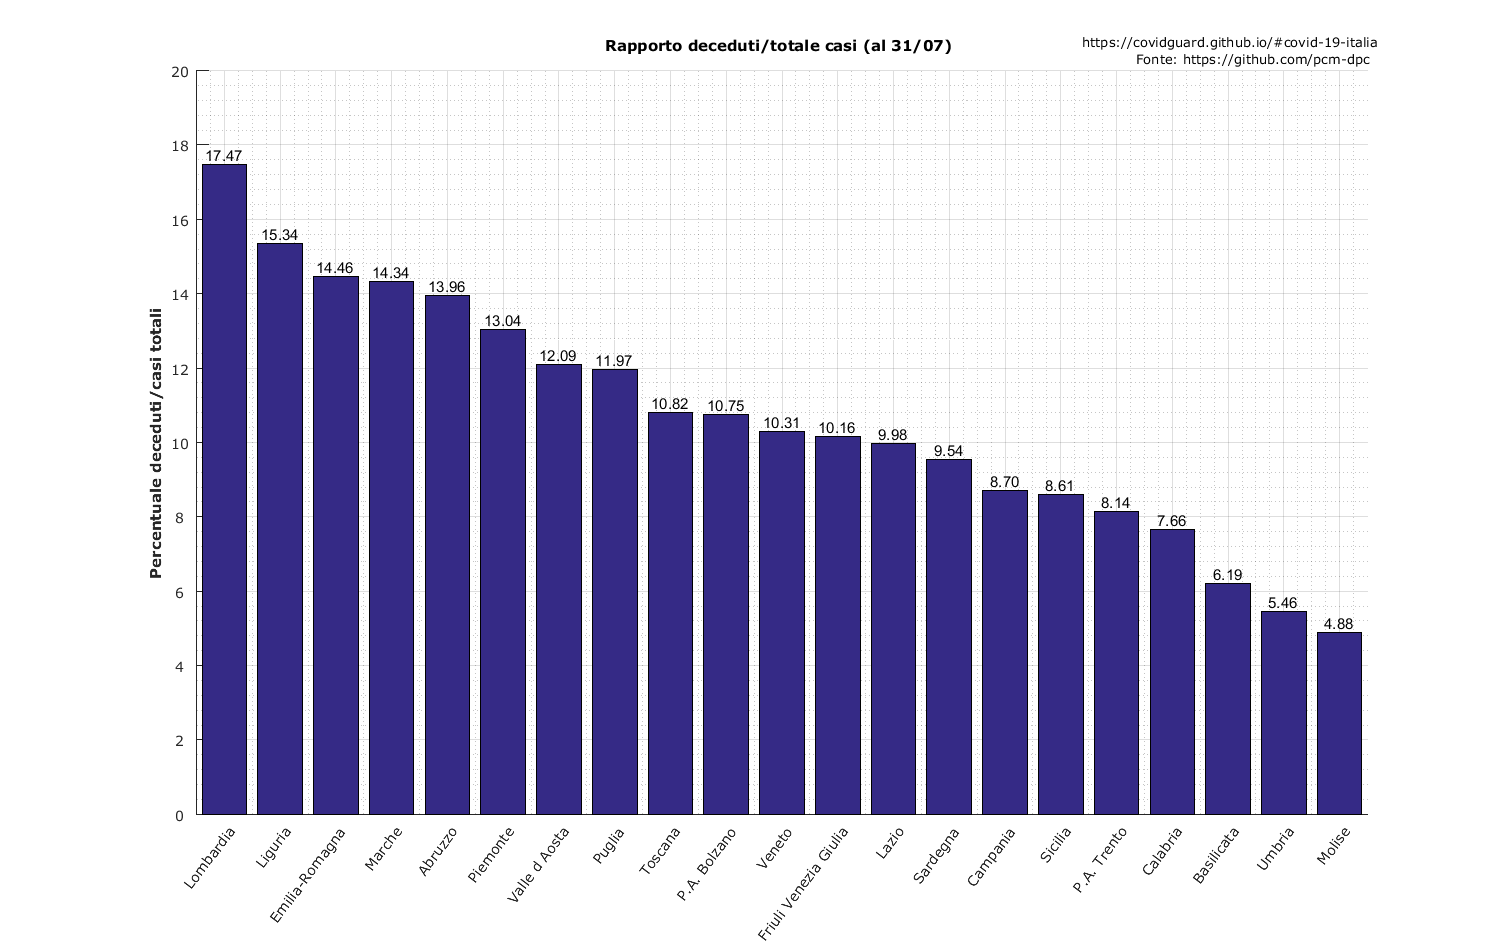 Rapporto deceduti/totale casi (al 31/07)
https://covidguard.github.io/#covid-19-italia
Fonte: https://github.com/pcm-dpc
Percentuale deceduti/casi totali
20
18
16
14
12
10
8
6
4
2
0
17.47
15.34
14.46
14.34
13.96
13.04
12.09
11.97
10.82
10.75
10.31
10.16
9.98
9.54
8.70
8.61
8.14
7.66
6.19
5.46
4.88
Lombardia
Liguria
Emilia-Romagna
Marche
Abruzzo
Piemonte
Valle d Aosta
Puglia
Toscana
P.A. Bolzano
Veneto
Friuli Venezia Giulia
Lazio
Sardegna
Campania
Sicilia
P.A. Trento
Calabria
Basilicata
Umbria
Molise